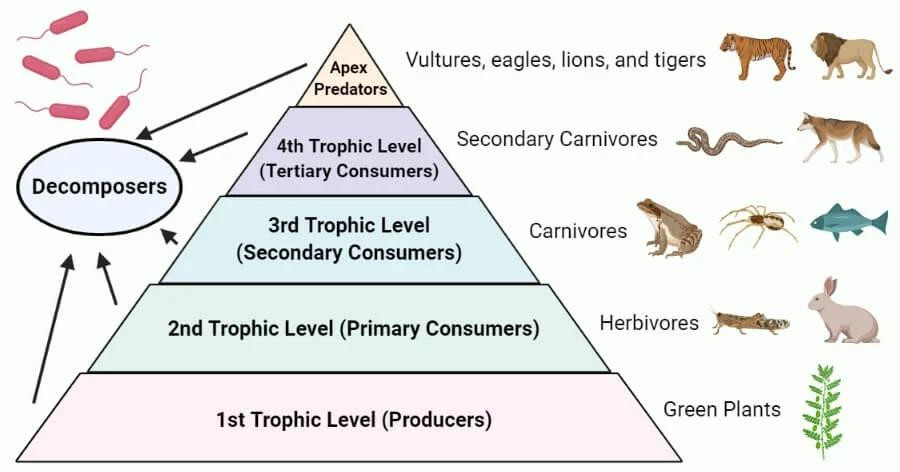 Apex
Predators
Vultures, eagles, lions, and tigers
4th Trophic Level
(Tertiary Consumers)
Secondary Carnivores
Decomposers
3rd Trophic Level
(Secondary Consumers)
Carnivores
2nd Trophic Level (Primary Consumers)
Herbivores
1st Trophic Level (Producers)
Green Plants